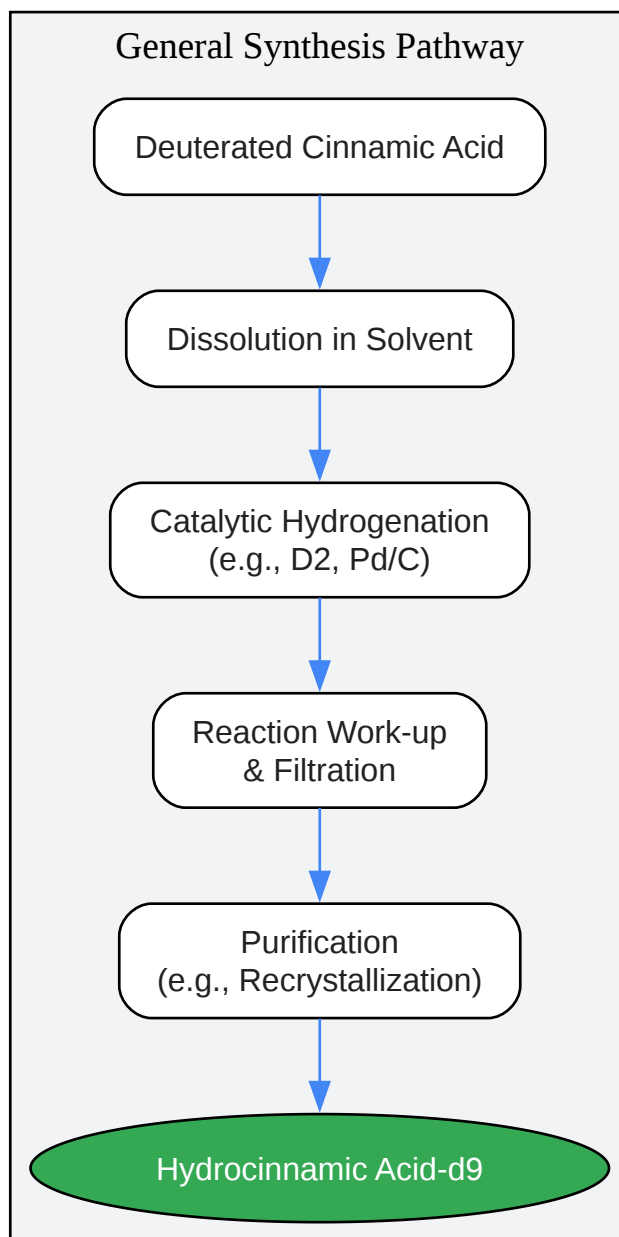 General Synthesis Pathway
Deuterated Cinnamic Acid
Dissolution in Solvent
Catalytic Hydrogenation
(e.g., D2, Pd/C)
Reaction Work-up
& Filtration
Purification
(e.g., Recrystallization)
Hydrocinnamic Acid-d9